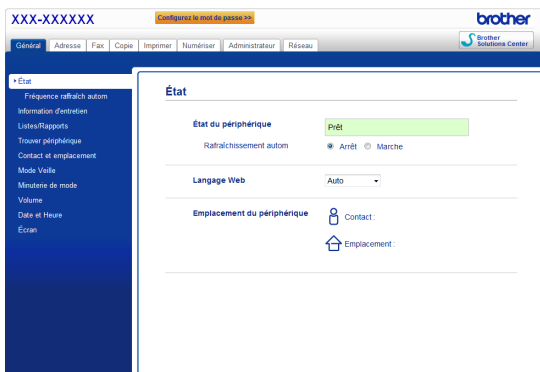 XXX-XXXXXX
Configurez le mot de passe >>
brother
Général Adresse Fax Copie Imprimer Numériser Administrateur Réseau
Brother Solutions Center
État
Fréquence rafraîch autom
Information d'entretien
Listes/Rapports
Trouver périphérique
Contact et emplacement
Mode Veille
Minuterie de mode
Volume
Date et Heure
Écran
État
État du périphérique Prêt
Rafraîchissement autom Arrêt Marche
Langage Web Auto
Emplacement du périphérique Contact :
Emplacement :